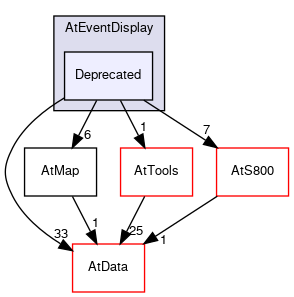 AtEventDisplay
Deprecated
6
1
7
AtMap
AtTools
AtS800
33
1
25
1
AtData